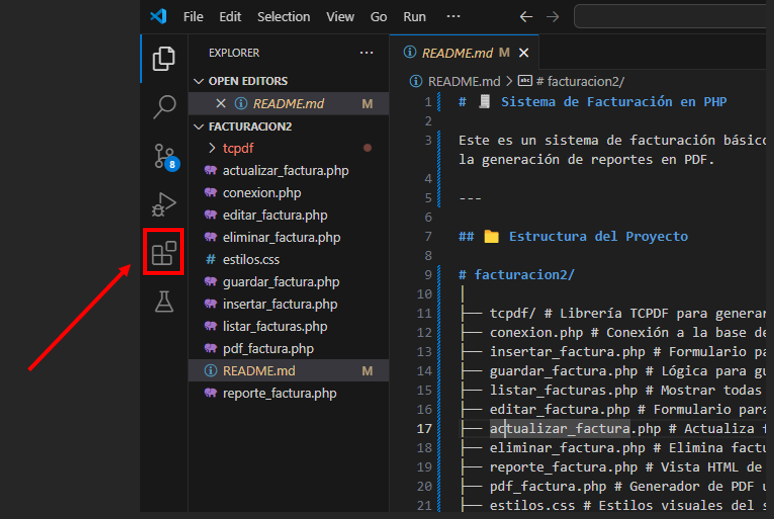 File Edit Selection View Go Run ···
EXPLORER ···
OPEN EDITORS
README.md M
FACTURACION2
tcpdf
actualizar_factura.php
conexion.php
editar_factura.php
eliminar_factura.php
# estilos.css
guardar_factura.php
insertar_factura.php
listar_facturas.php
pdf_factura.php
README.md M
reporte_factura.php
8
README.md M
README.md > abc # facturacion2/
1 # 🧾 Sistema de Facturación en PHP
2
3 Este es un sistema de facturación básico
la generación de reportes en PDF.
4
5 ---
6
7 ## 📁 Estructura del Proyecto
8
9 # facturacion2/
10 │
11 ├── tcpdf/ # Librería TCPDF para generar
12 ├── conexion.php # Conexión a la base de
13 ├── insertar_factura.php # Formulario pa
14 ├── guardar_factura.php # Lógica para gu
15 ├── listar_facturas.php # Mostrar todas
16 ├── editar_factura.php # Formulario para
17 ├── actualizar_factura.php # Actualiza f
18 ├── eliminar_factura.php # Elimina factu
19 ├── reporte_factura.php # Vista HTML de
20 ├── pdf_factura.php # Generador de PDF u
21 ├── estilos.css # Estilos visuales del s